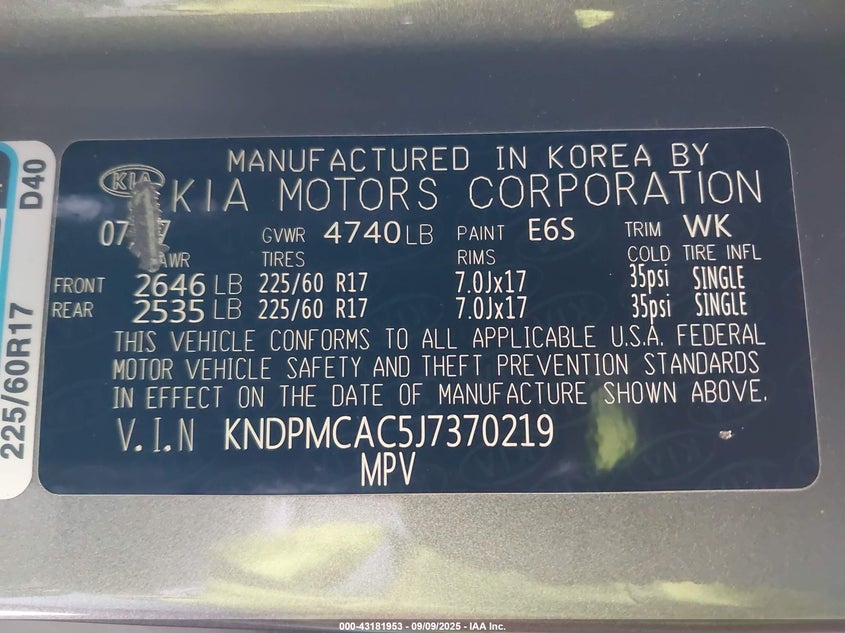 MANUFACTURED IN KOREA BY
KIA
KIA MOTORS CORPORATION
GVWR 4740LB PAINT E6S TRIM WK
TIRES RIMS COLD TIRE INFL
FRONT 2646 LB 225/60 R17 7.0Jx17 35psi SINGLE
REAR 2535 LB 225/60 R17 7.0Jx17 35psi SINGLE
THIS VEHICLE CONFORMS TO ALL APPLICABLE U.S.A. FEDERAL
MOTOR VEHICLE SAFETY AND THEFT PREVENTION STANDARDS
IN EFFECT ON THE DATE OF MANUFACTURE SHOWN ABOVE.
V.I.N KNDPMCAC5J7370219
MPV
225/60R17 D40
000-43181953 - 09/09/2025 - IAA Inc.